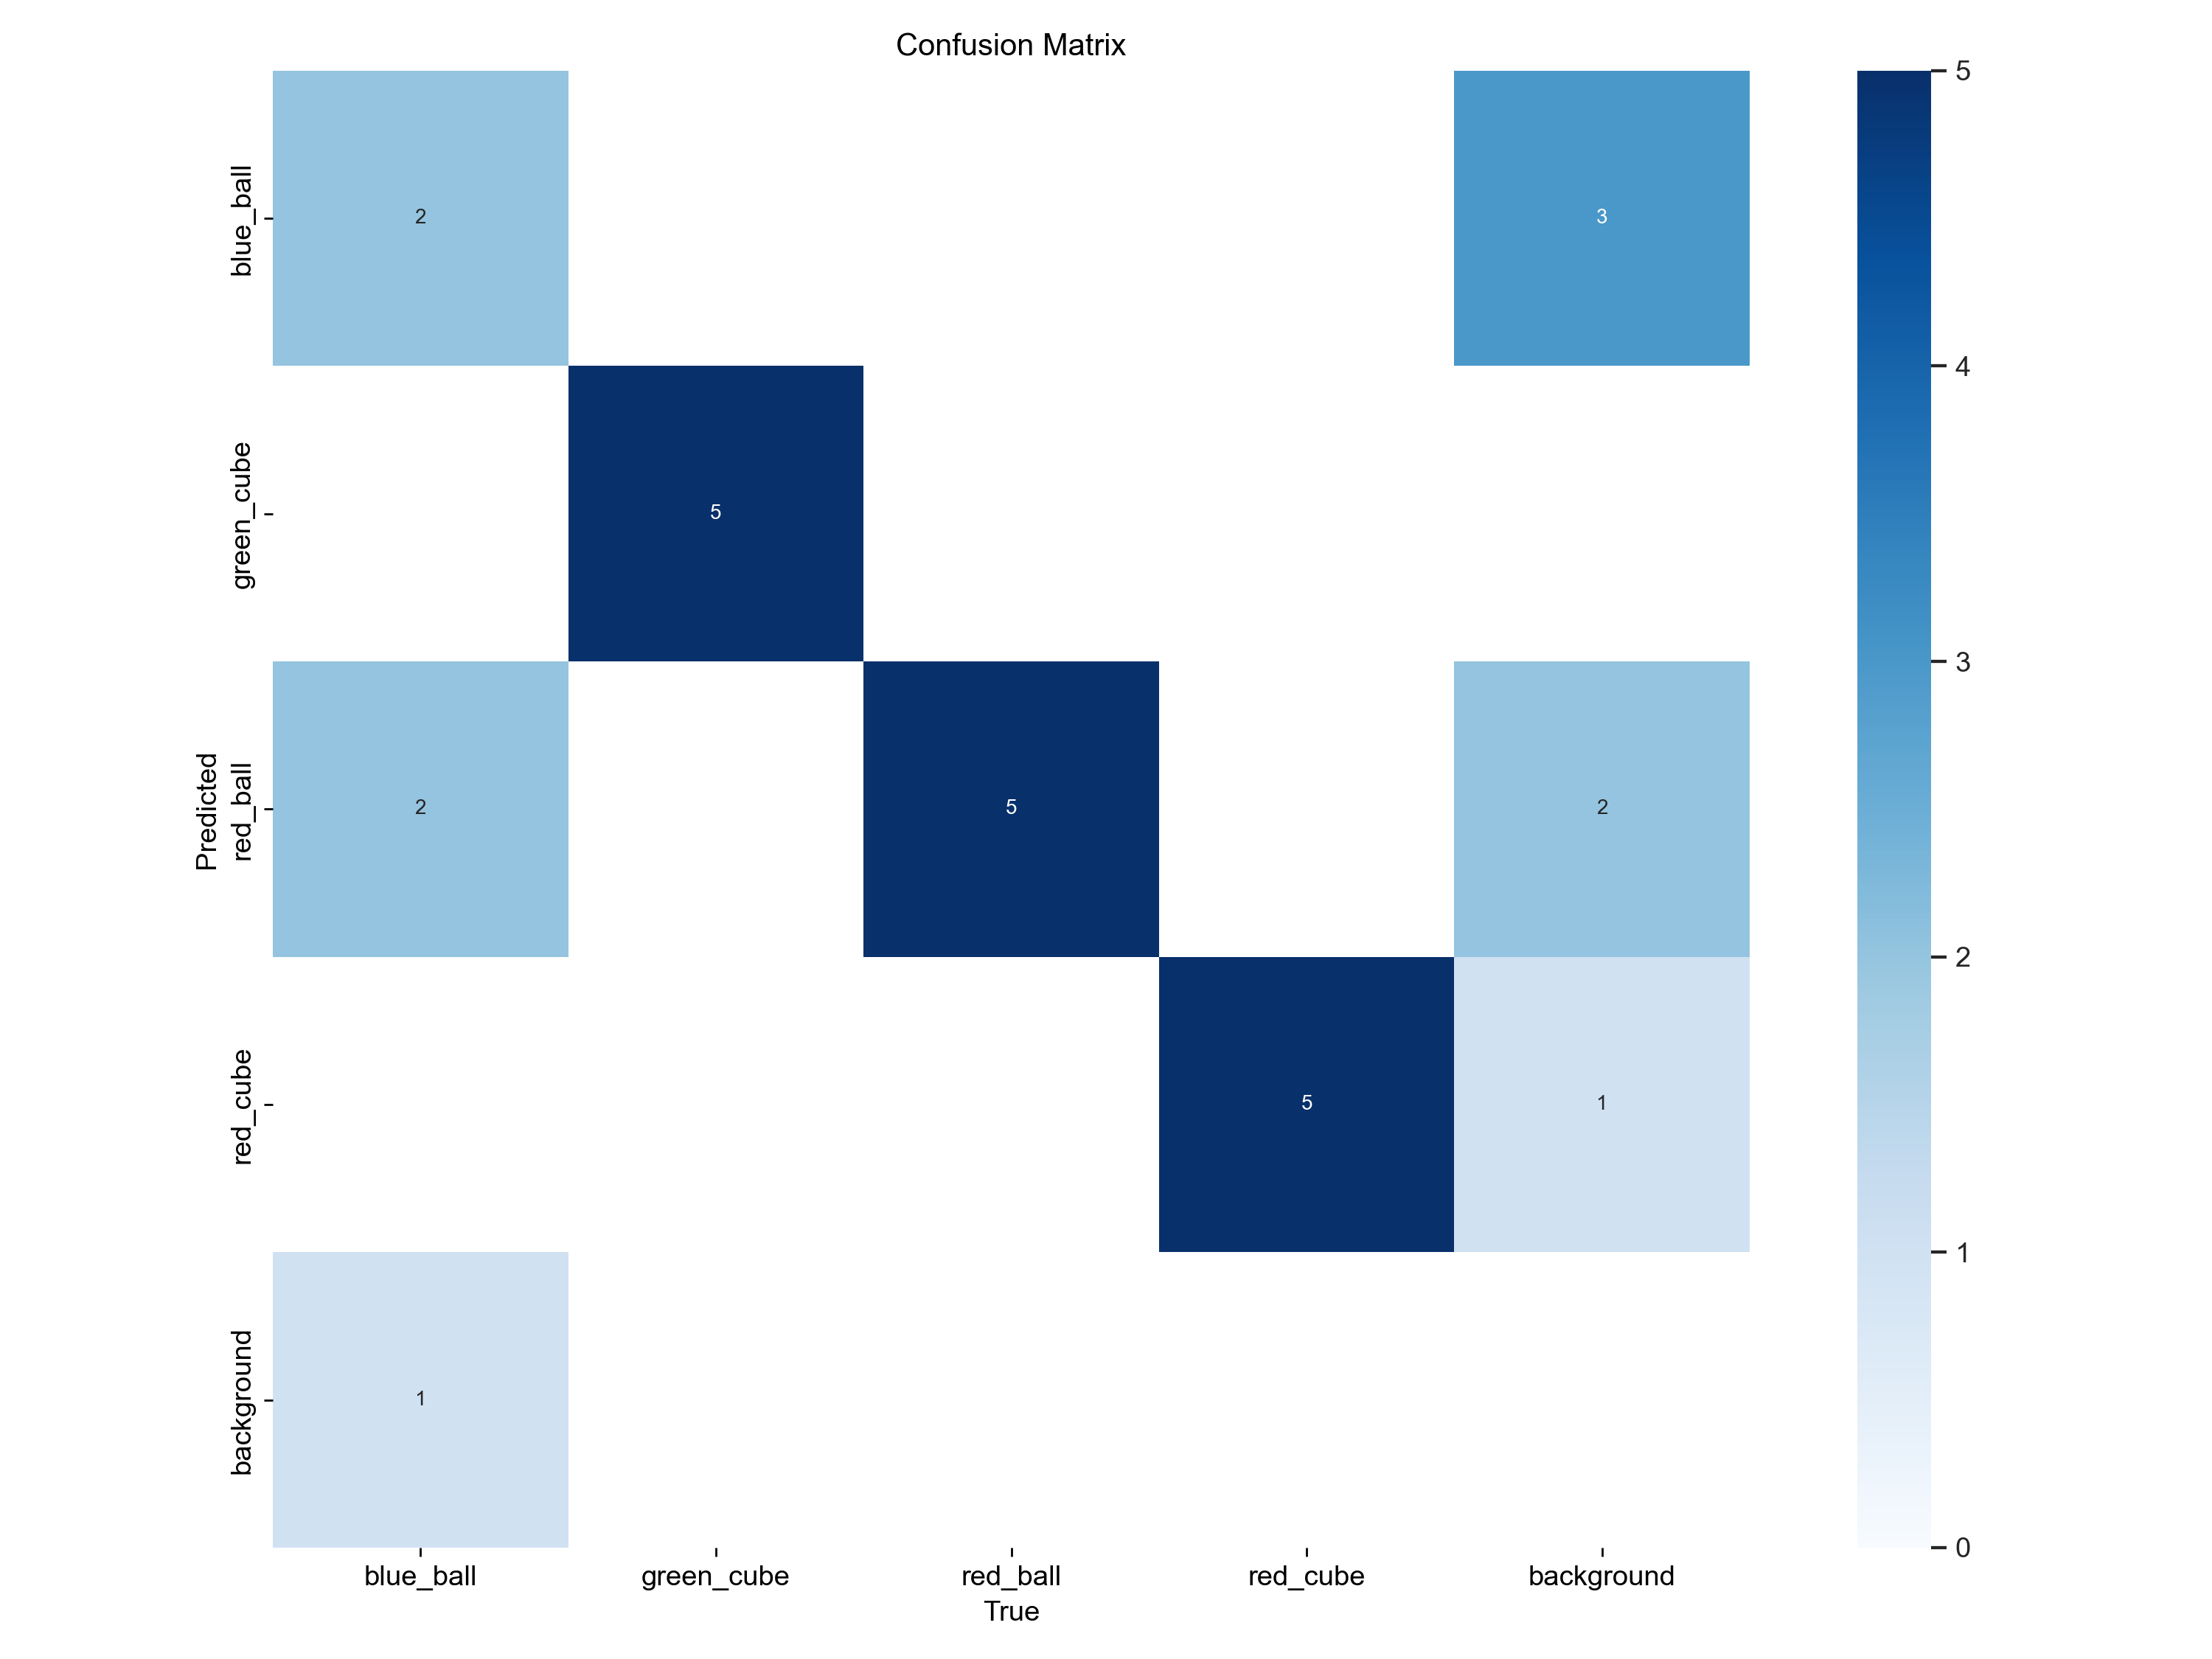 Confusion Matrix
Predicted
blue_ball
green_cube
red_ball
red_cube
background
2
3
5
2
5
2
5
1
1
blue_ball
green_cube
red_ball
red_cube
background
True
5
4
3
2
1
0